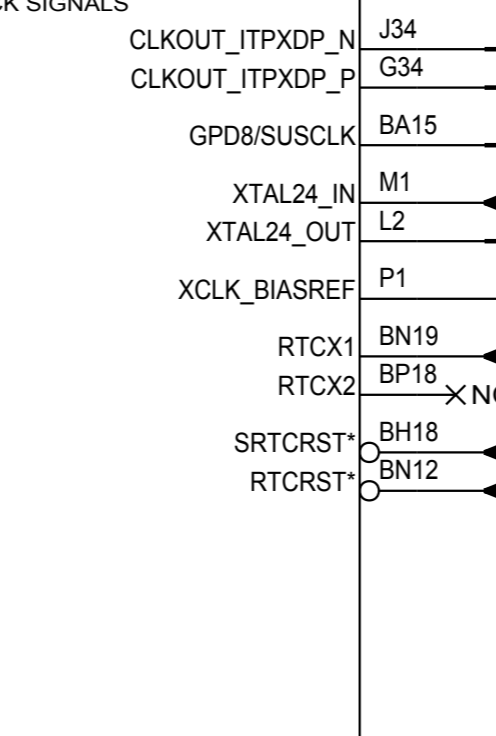 CK SIGNALS
CLKOUT_ITPXDP_N J34
CLKOUT_ITPXDP_P G34
GPD8/SUSCLK BA15
XTAL24_IN M1
XTAL24_OUT L2
XCLK_BIASREF P1
RTCX1 BN19
RTCX2 BP18
SRTCRST* BH18
RTCRST* BN12